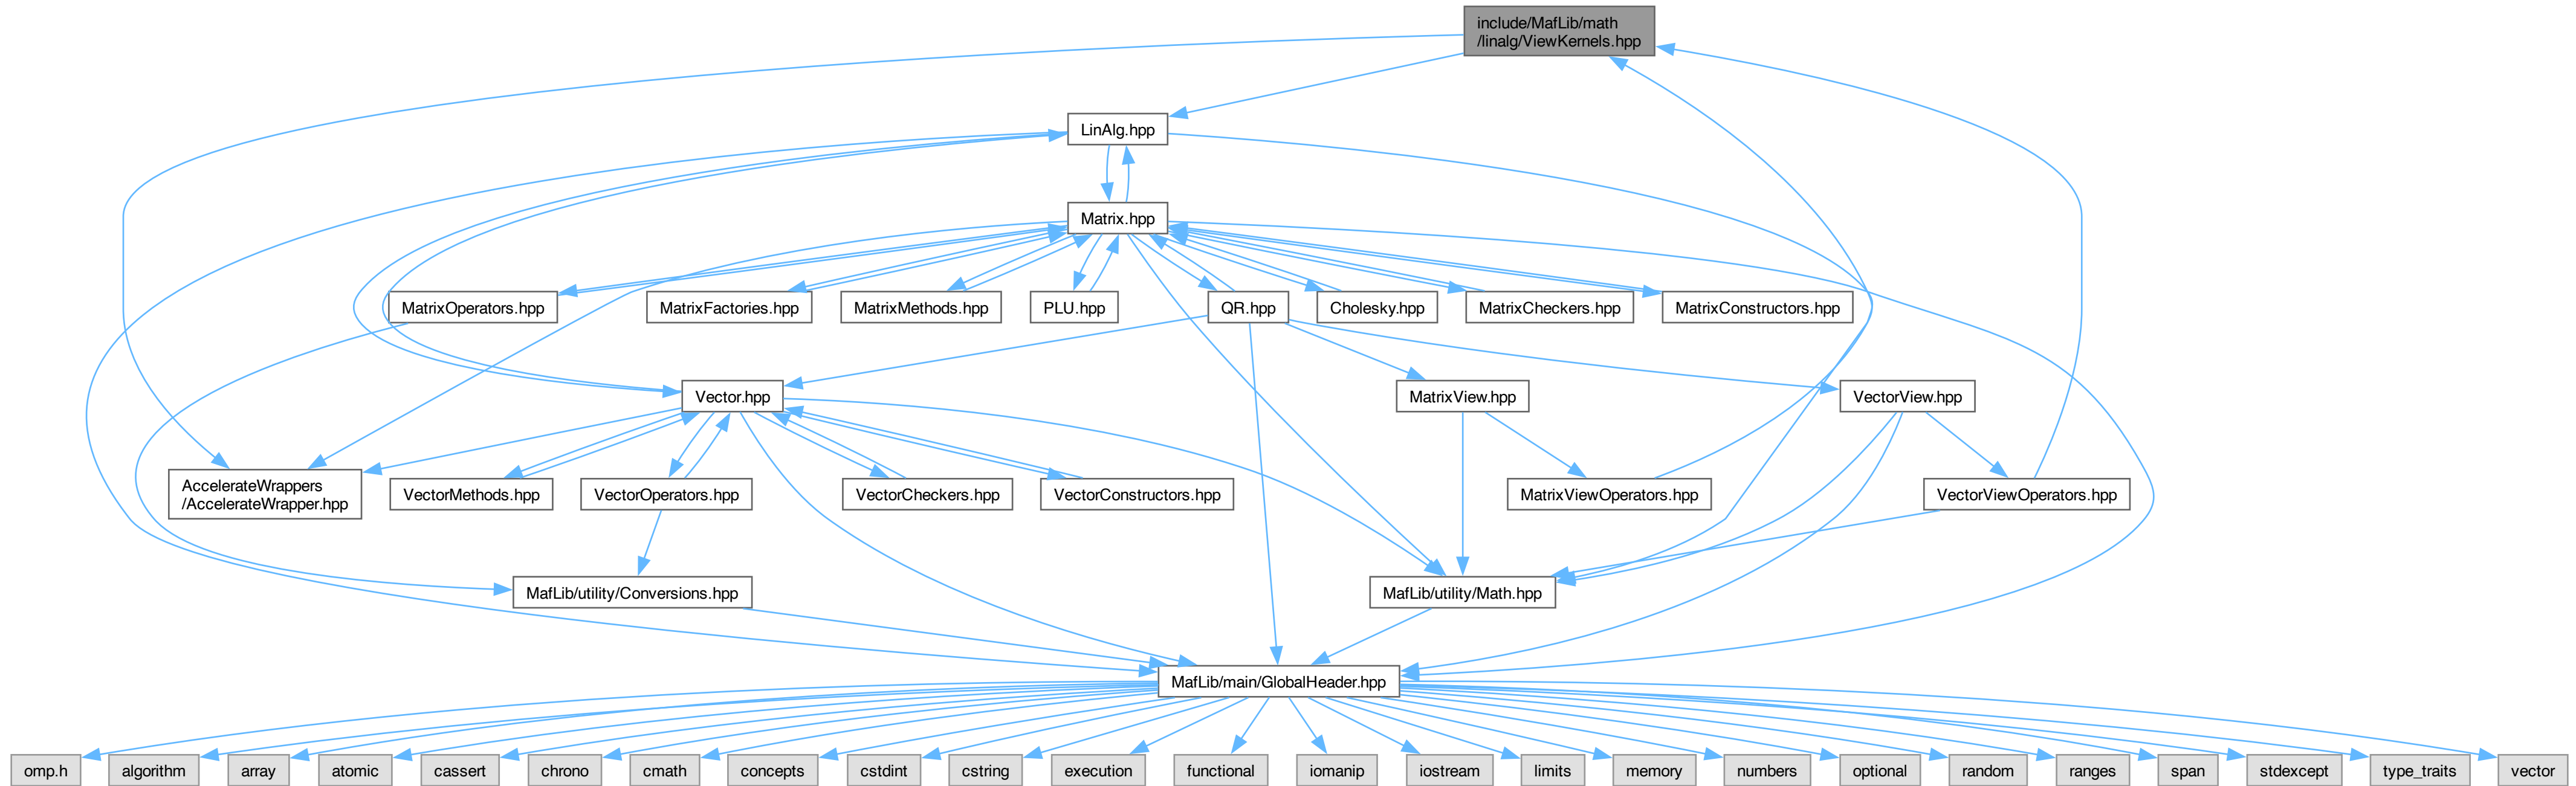 include/MafLib/math
/linalg/ViewKernels.hpp
LinAlg.hpp
Matrix.hpp
MatrixOperators.hpp
MatrixFactories.hpp
MatrixMethods.hpp
PLU.hpp
QR.hpp
Cholesky.hpp
MatrixCheckers.hpp
MatrixConstructors.hpp
Vector.hpp
MatrixView.hpp
VectorView.hpp
AccelerateWrappers
/AccelerateWrapper.hpp
VectorMethods.hpp
VectorOperators.hpp
VectorCheckers.hpp
VectorConstructors.hpp
MatrixViewOperators.hpp
VectorViewOperators.hpp
MafLib/utility/Conversions.hpp
MafLib/utility/Math.hpp
MafLib/main/GlobalHeader.hpp
omp.h
algorithm
array
atomic
cassert
chrono
cmath
concepts
cstdint
cstring
execution
functional
iomanip
iostream
limits
memory
numbers
optional
random
ranges
span
stdexcept
type_traits
vector